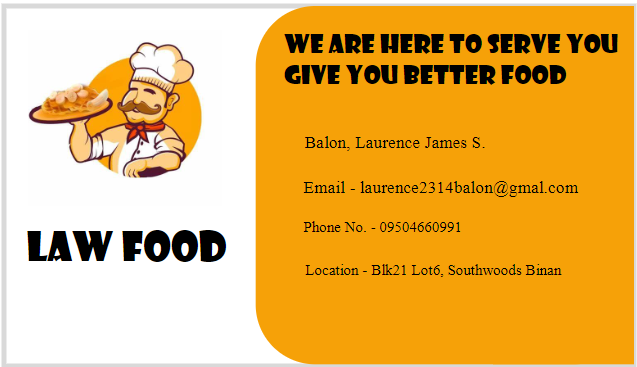 LAW FOOD
WE ARE HERE TO SERVE YOU
GIVE YOU BETTER FOOD
Balon, Laurence James S.
Email - laurence2314balon@gmal.com
Phone No. - 09504660991
Location - Blk21 Lot6, Southwoods Binan